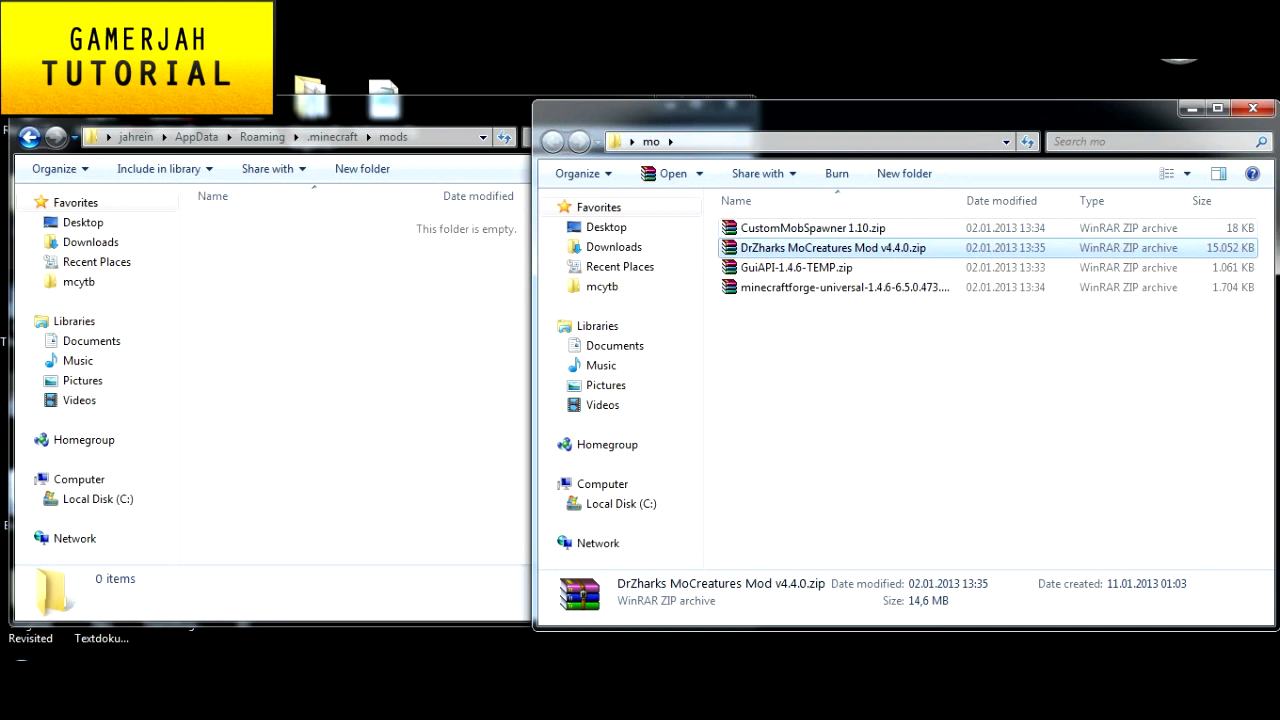 GAMERJAH
TUTORIAL
jahrein AppData Roaming .minecraft mods
Organize Include in library Share with New folder
Favorites
Desktop
Downloads
Recent Places
mcytb
Libraries
Documents
Music
Pictures
Videos
Homegroup
Computer
Local Disk (C:)
Network
Name Date modified
This folder is empty.
0 items
mo
Search mo
Organize Open Share with Burn New folder
Favorites
Desktop
Downloads
Recent Places
mcytb
Libraries
Documents
Music
Pictures
Videos
Homegroup
Computer
Local Disk (C:)
Network
Name Date modified Type Size
CustomMobSpawner 1.10.zip 02.01.2013 13:34 WinRAR ZIP archive 18 KB
DrZharks MoCreatures Mod v4.4.0.zip 02.01.2013 13:35 WinRAR ZIP archive 15.052 KB
GuiAPI-1.4.6-TEMP.zip 02.01.2013 13:33 WinRAR ZIP archive 1.061 KB
minecraftforge-universal-1.4.6-6.5.0.473.... 02.01.2013 13:34 WinRAR ZIP archive 1.704 KB
DrZharks MoCreatures Mod v4.4.0.zip Date modified: 02.01.2013 13:35 Date created: 11.01.2013 01:03
WinRAR ZIP archive Size: 14,6 MB
Revisited Textdoku...